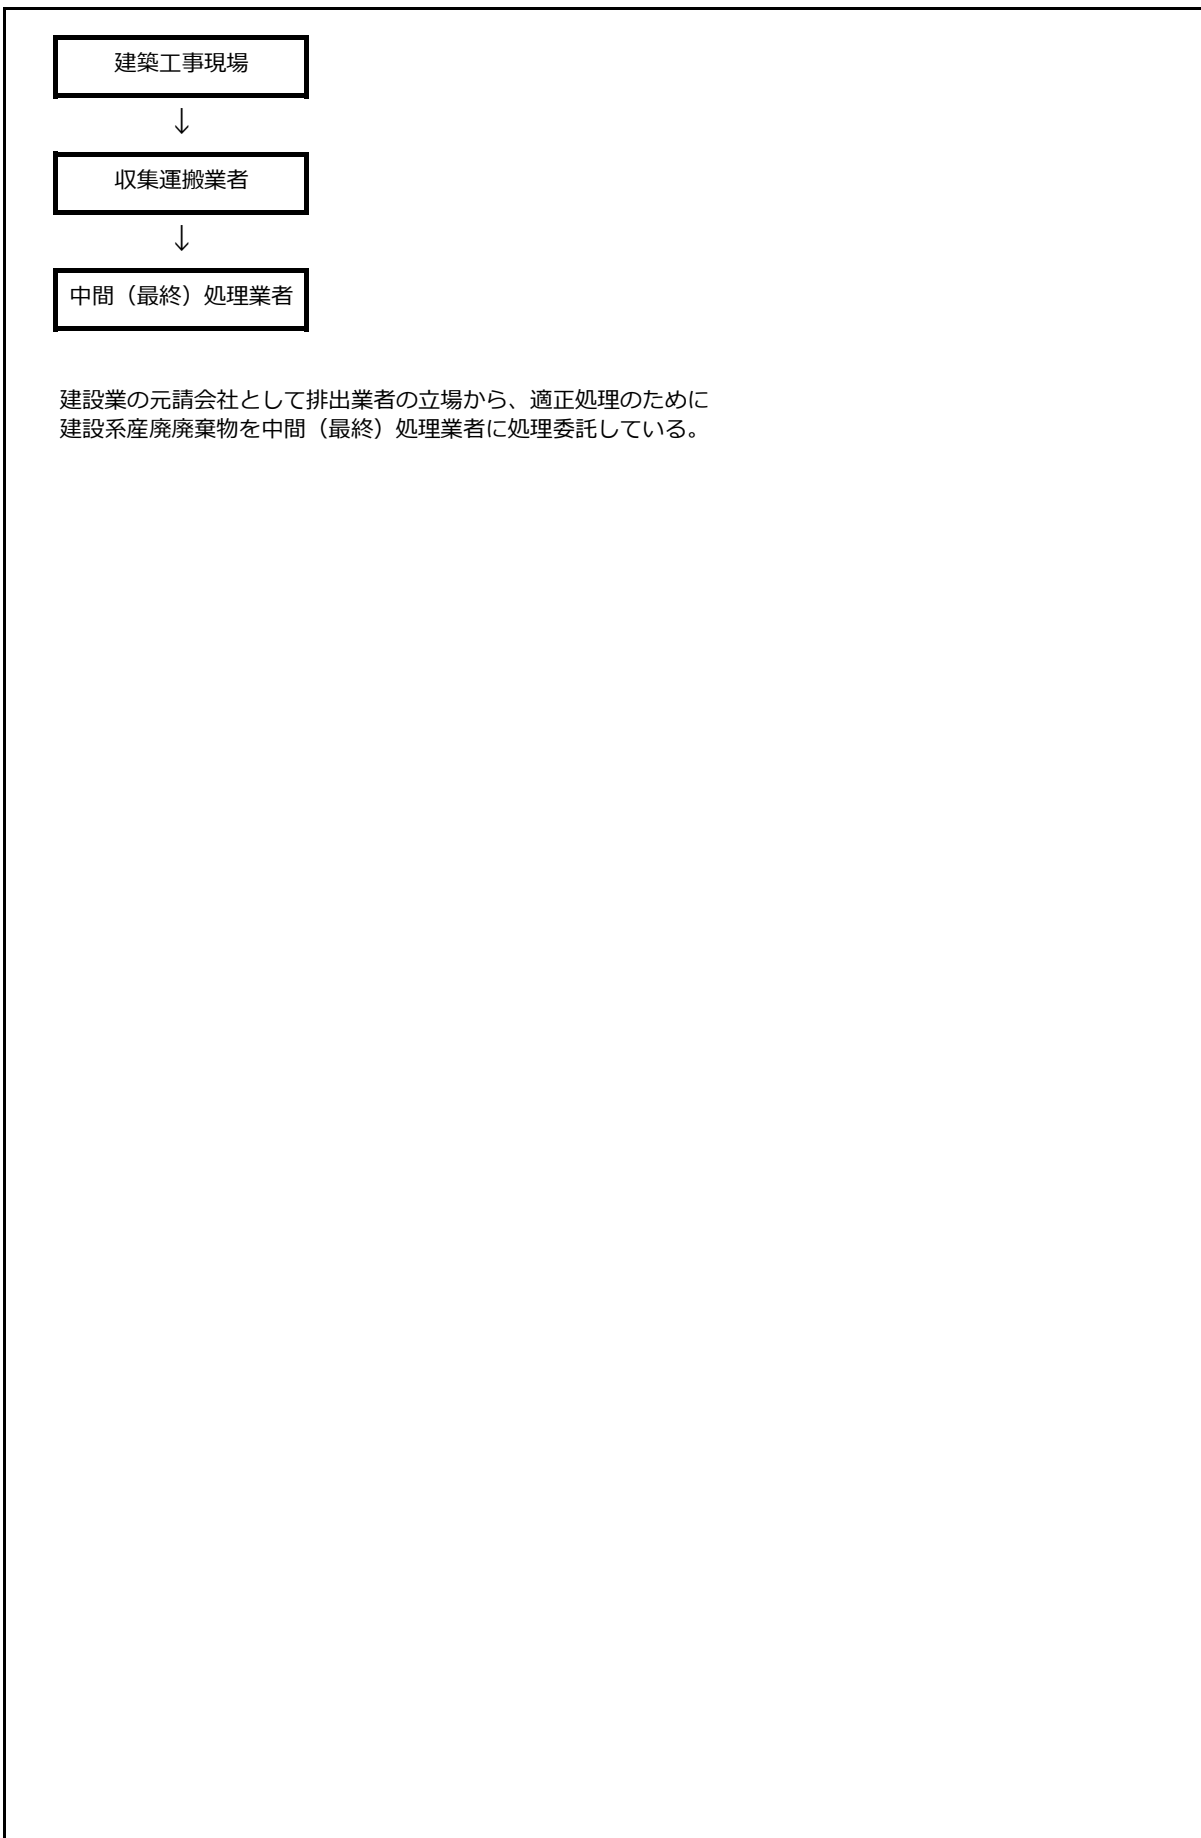 建築工事現場
↓
収集運搬業者
↓
中間（最終）処理業者
建設業の元請会社として排出業者の立場から、適正処理のために
建設系産廃廃棄物を中間（最終）処理業者に処理委託している。